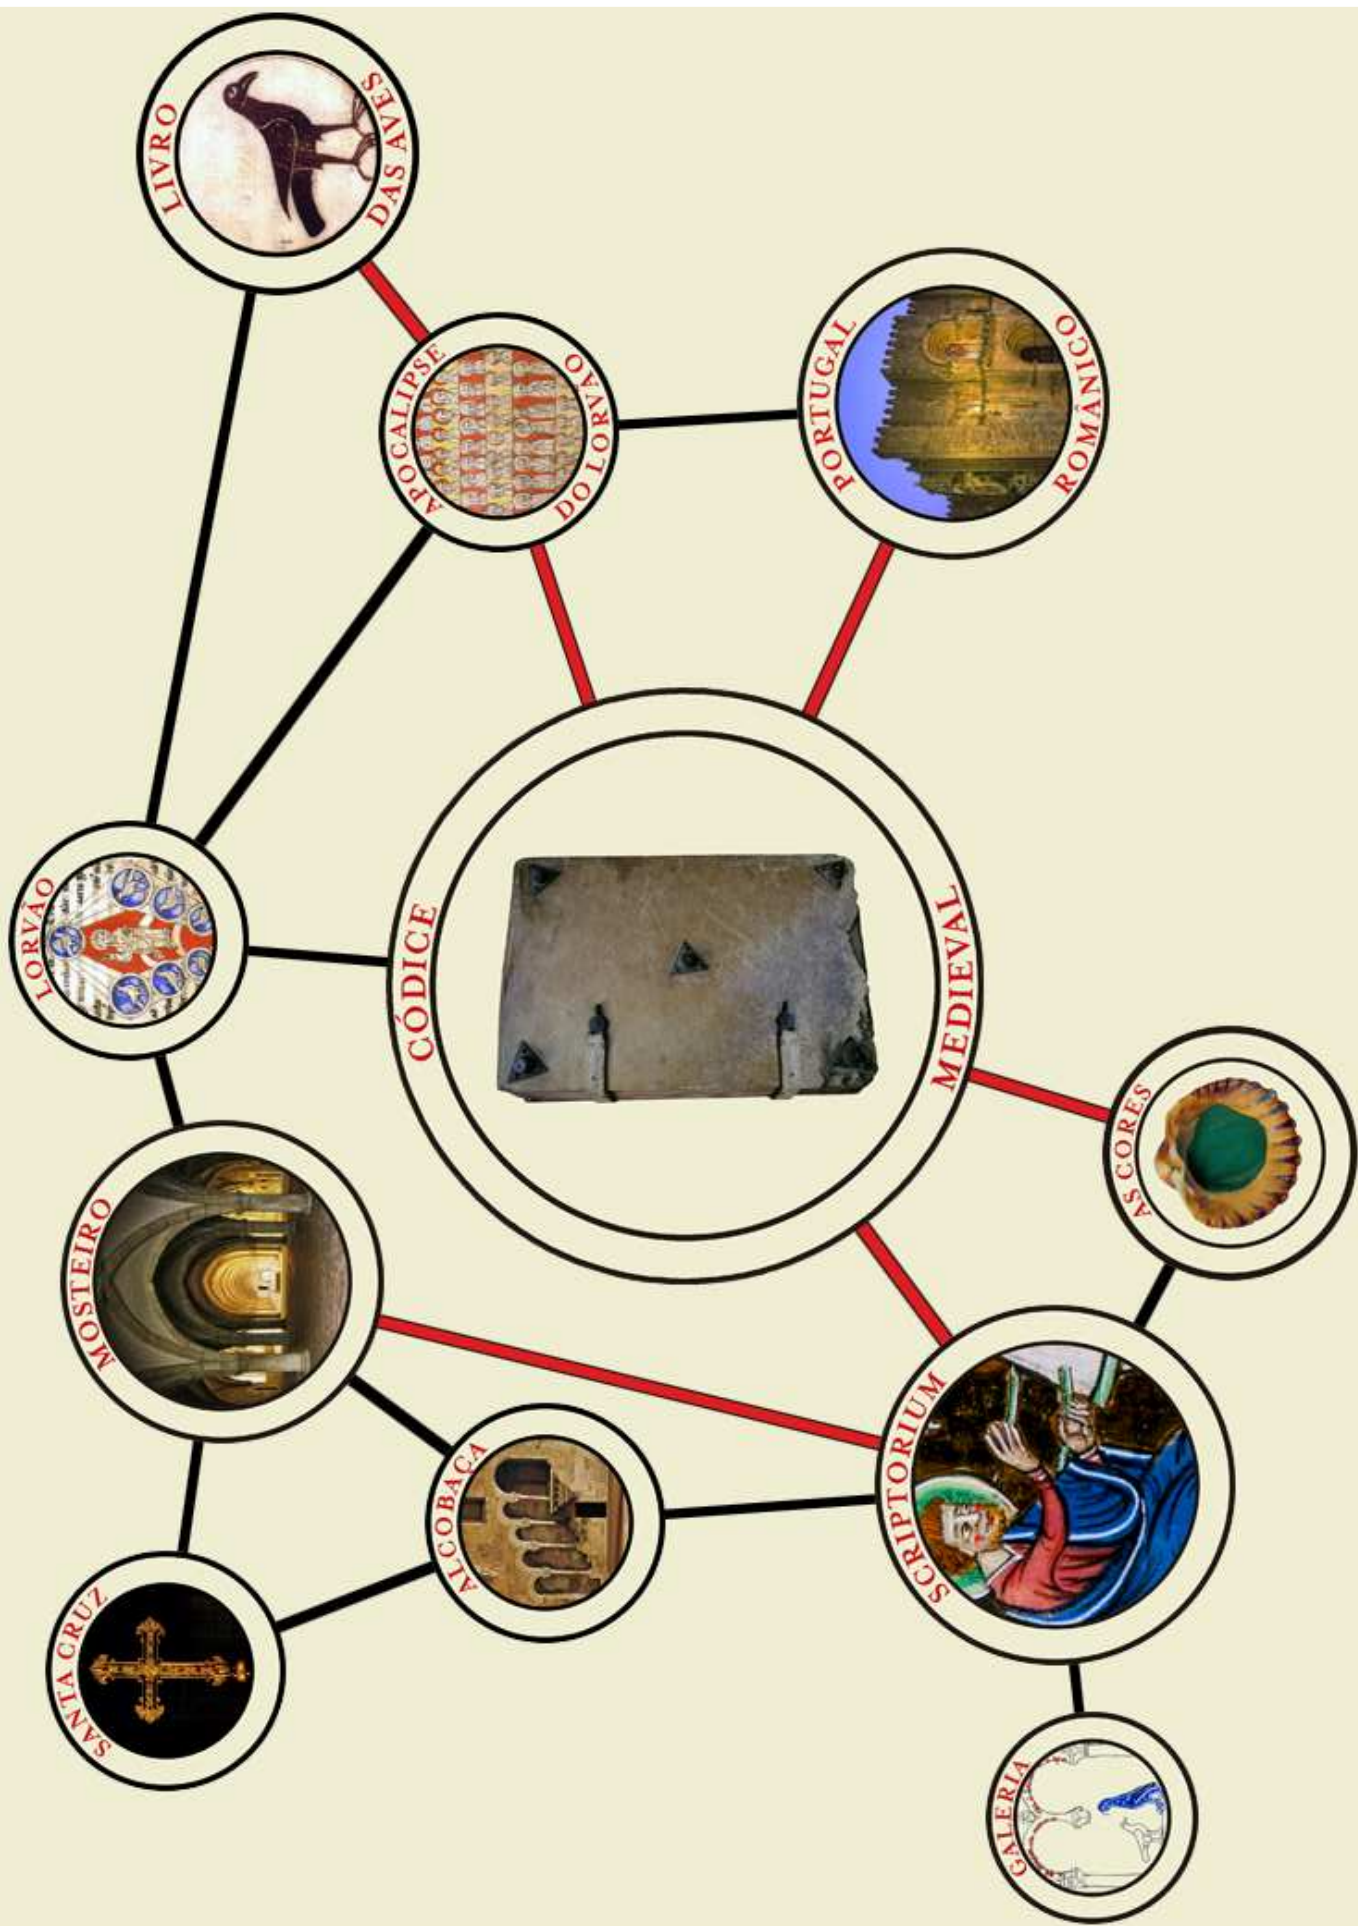 LIVRO
DAS AVES
APOCALIPSE
DO LORVÃO
PORTUGAL
ROMÂNICO
LORVÃO
CÓDICE
MEDIEVAL
AS CORES
MOSTEIRO
ALCOBAÇA
SCRIPTORIUM
SANTA CRUZ
GALERIA